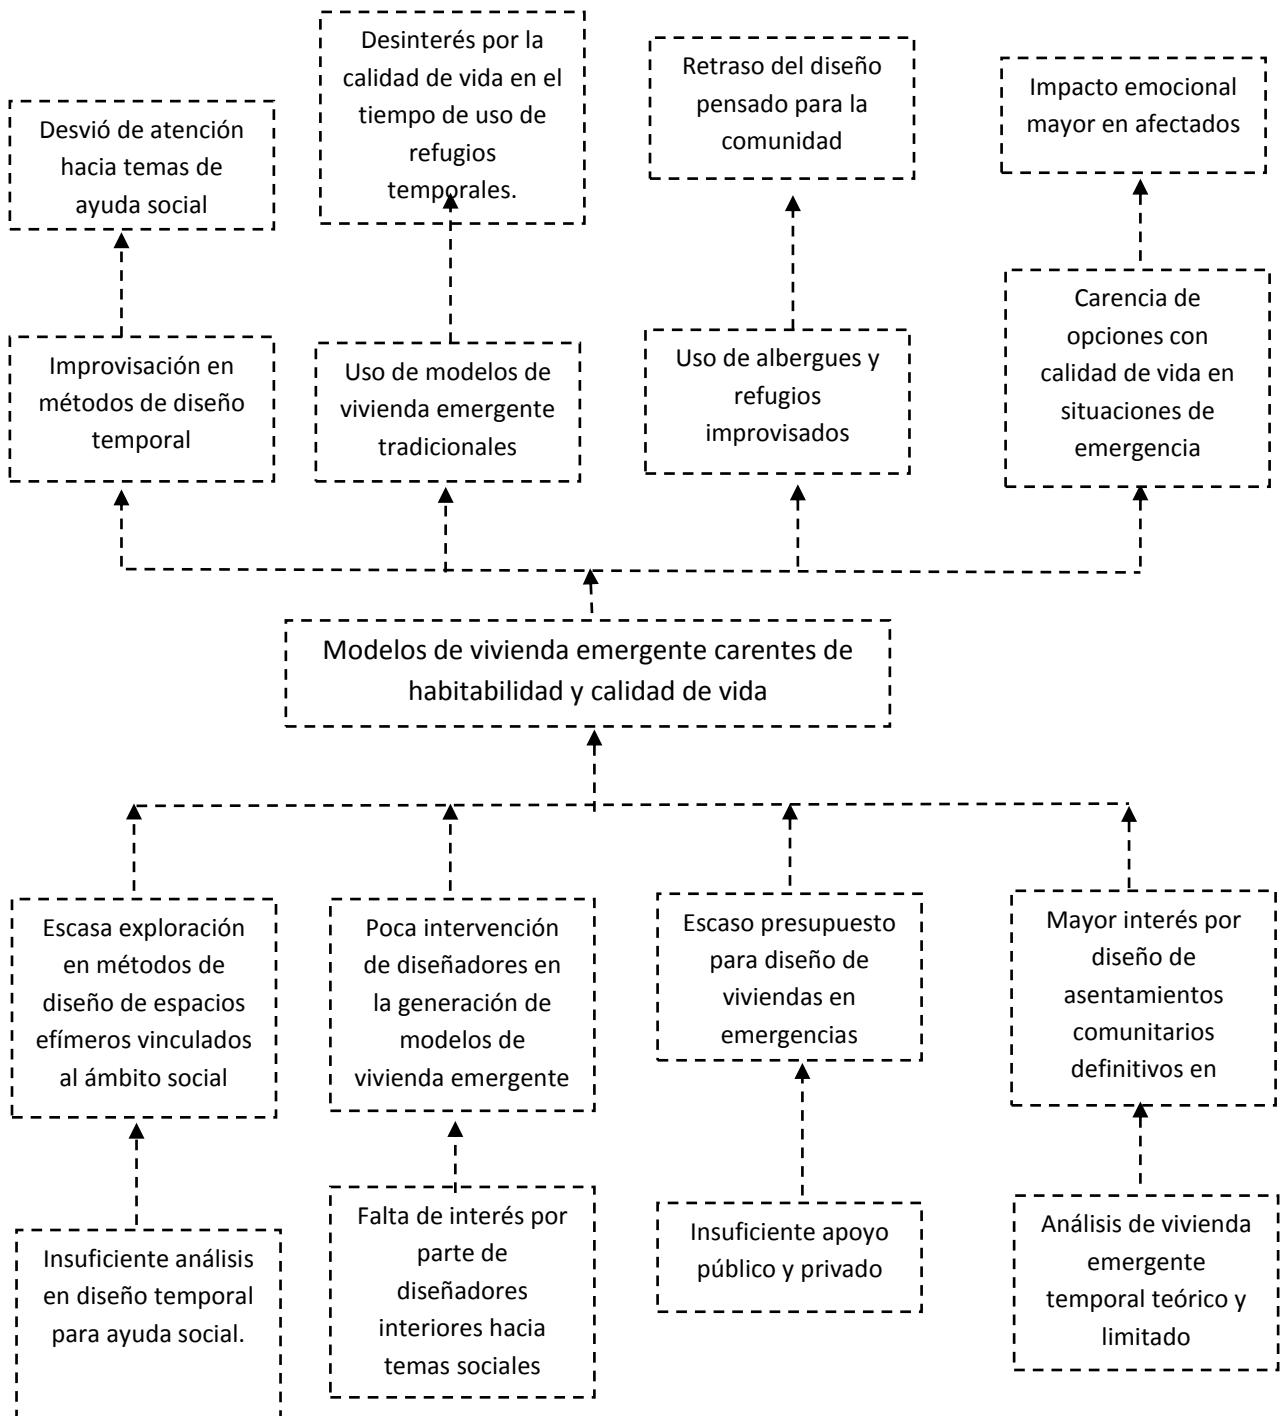 Desvió de atención
hacia temas de
ayuda social
Desinterés por la
calidad de vida en el
tiempo de uso de
refugios
temporales.
Retraso del diseño
pensado para la
comunidad
Impacto emocional
mayor en afectados
Improvisación en
métodos de diseño
temporal
Uso de modelos de
vivienda emergente
tradicionales
Uso de albergues y
refugios
improvisados
Carencia de
opciones con
calidad de vida en
situaciones de
emergencia
Modelos de vivienda emergente carentes de
habitabilidad y calidad de vida
Escasa exploración
en métodos de
diseño de espacios
efímeros vinculados
al ámbito social
Poca intervención
de diseñadores en
la generación de
modelos de
vivienda emergente
Escaso presupuesto
para diseño de
viviendas en
emergencias
Mayor interés por
diseño de
asentamientos
comunitarios
definitivos en
Insuficiente análisis
en diseño temporal
para ayuda social.
Falta de interés por
parte de
diseñadores
interiores hacia
temas sociales
Insuficiente apoyo
público y privado
Análisis de vivienda
emergente
temporal teórico y
limitado